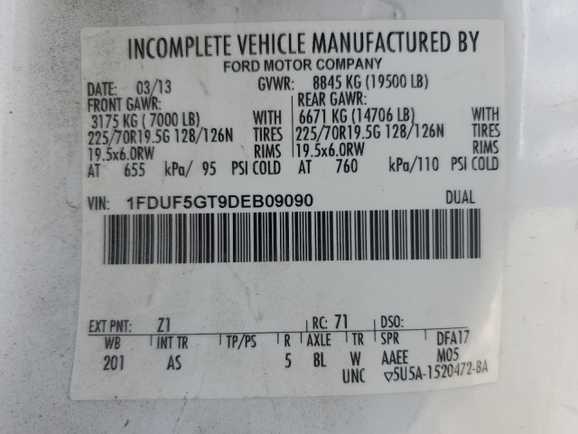 INCOMPLETE VEHICLE MANUFACTURED BY
FORD MOTOR COMPANY
DATE: 03/13 GVWR: 8845 KG (19500 LB)
FRONT GAWR: REAR GAWR:
3175 KG ( 7000 LB) WITH 6671 KG (14706 LB) WITH
225/70R19.5G 128/126N TIRES 225/70R19.5G 128/126N TIRES
19.5x6.0RW RIMS 19.5x6.0RW RIMS
AT 655 kPa/ 95 PSI COLD AT 760 kPa/110 PSI COLD
VIN: 1FDUF5GT9DEB09090 DUAL
EXT PNT: Z1 RC: 71 DSO:
WB INT TR TP/PS R AXLE TR SPR DFA17
201 AS 5 BL W AAEE M05
UNC ▽5U5A-1520472-BA